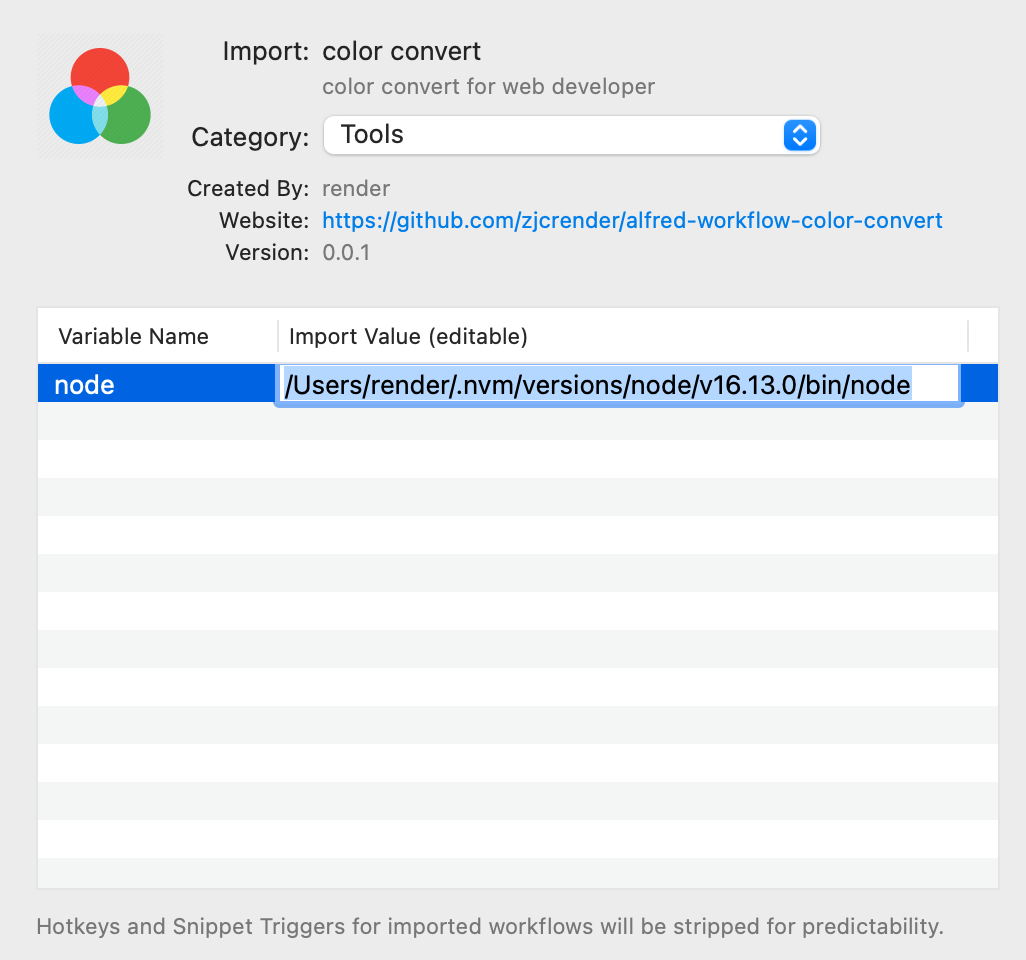 Import: color convert
color convert for web developer
Category: Tools
Created By: render
Website: https://github.com/zjcrender/alfred-workflow-color-convert
Version: 0.0.1
Variable Name Import Value (editable)
node /Users/render/.nvm/versions/node/v16.13.0/bin/node
Hotkeys and Snippet Triggers for imported workflows will be stripped for predictability.